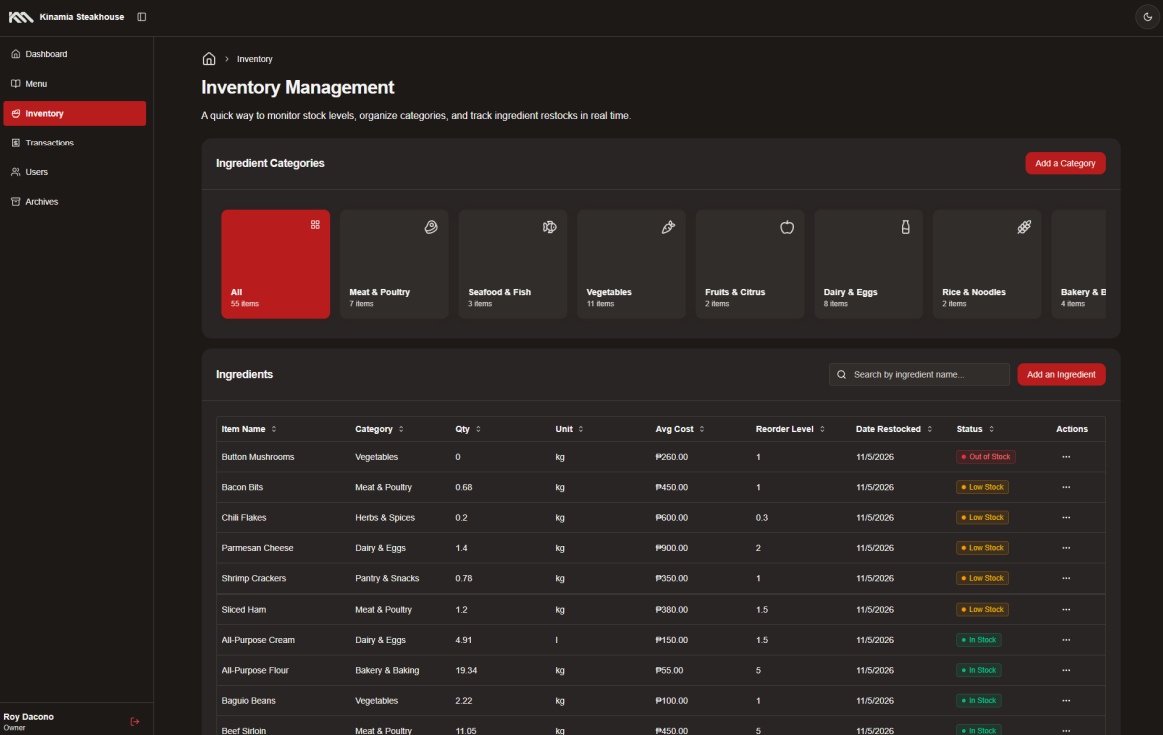 Kinamia Steakhouse
Dashboard
Menu
Inventory
Transactions
Users
Archives
Roy Dacono
Owner
Inventory
Inventory Management
A quick way to monitor stock levels, organize categories, and track ingredient restocks in real time.
Ingredient Categories Add a Category
All
55 items
Meat & Poultry
7 items
Seafood & Fish
3 items
Vegetables
11 items
Fruits & Citrus
2 items
Dairy & Eggs
8 items
Rice & Noodles
2 items
Bakery & B
4 items
Ingredients Search by ingredient name... Add an Ingredient
Item Name Category Qty Unit Avg Cost Reorder Level Date Restocked Status Actions
Button Mushrooms Vegetables 0 kg ₱260.00 1 11/5/2026 Out of Stock ...
Bacon Bits Meat & Poultry 0.68 kg ₱450.00 1 11/5/2026 Low Stock ...
Chili Flakes Herbs & Spices 0.2 kg ₱600.00 0.3 11/5/2026 Low Stock ...
Parmesan Cheese Dairy & Eggs 1.4 kg ₱900.00 2 11/5/2026 Low Stock ...
Shrimp Crackers Pantry & Snacks 0.78 kg ₱350.00 1 11/5/2026 Low Stock ...
Sliced Ham Meat & Poultry 1.2 kg ₱380.00 1.5 11/5/2026 Low Stock ...
All-Purpose Cream Dairy & Eggs 4.91 l ₱150.00 1.5 11/5/2026 In Stock ...
All-Purpose Flour Bakery & Baking 19.34 kg ₱55.00 5 11/5/2026 In Stock ...
Baguio Beans Vegetables 2.22 kg ₱100.00 1 11/5/2026 In Stock ...
Beef Sirloin Meat & Poultry 11.05 kg ₱450.00 5 11/5/2026 In Stock ...